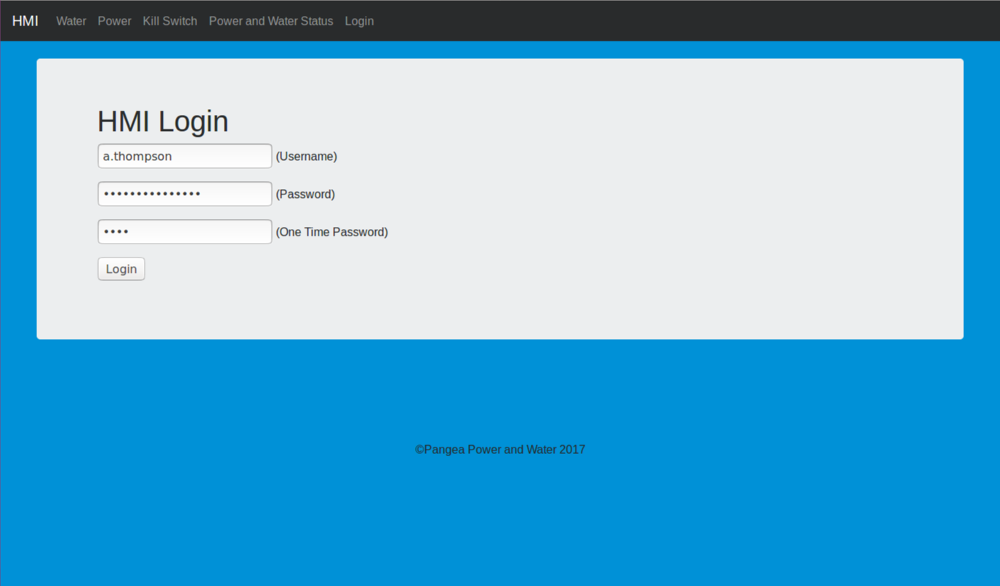 HMI Water Power Kill Switch Power and Water Status Login
HMI Login
a.thompson (Username)
••••••••••••••• (Password)
•••• (One Time Password)
Login
©Pangea Power and Water 2017